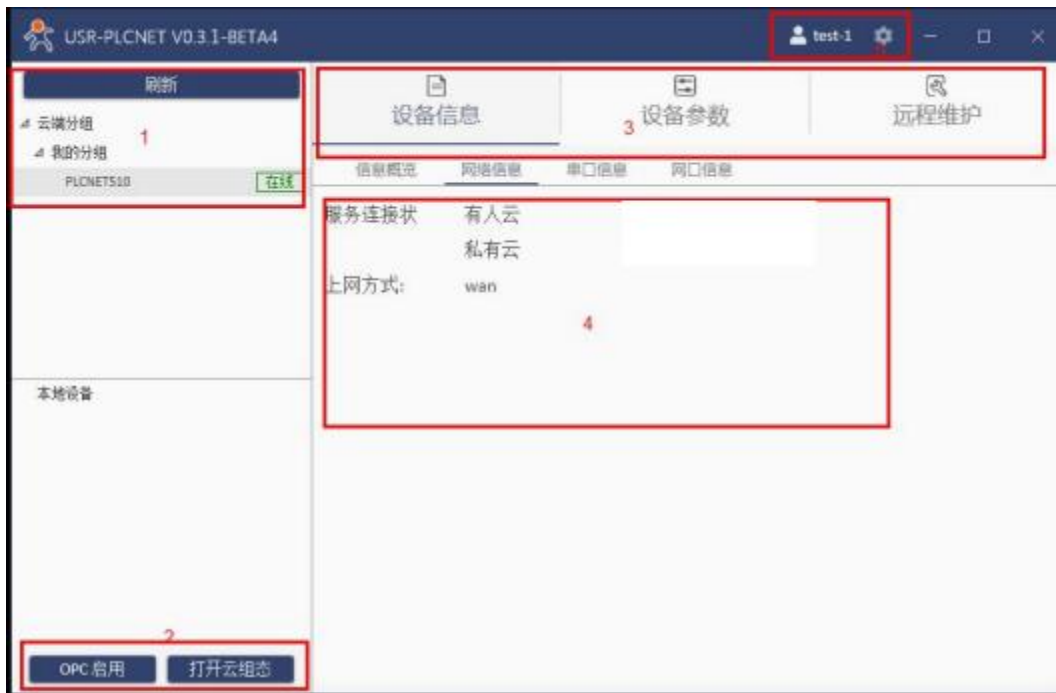 USR-PLCNET V0.3.1-BETA4
test-1
刷新
云端分组
1
我的分组
PLCNET510
在线
设备信息
3
设备参数
远程维护
信息概览
网络信息
串口信息
网口信息
服务连接状
有人云
私有云
上网方式:
wan
4
本地设备
2
OPC 启用
打开云组态